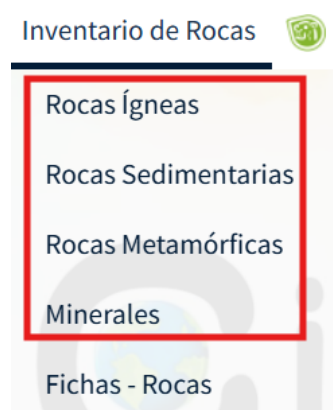 Inventario de Rocas
Rocas Ígneas
Rocas Sedimentarias
Rocas Metamórficas
Minerales
Fichas - Rocas